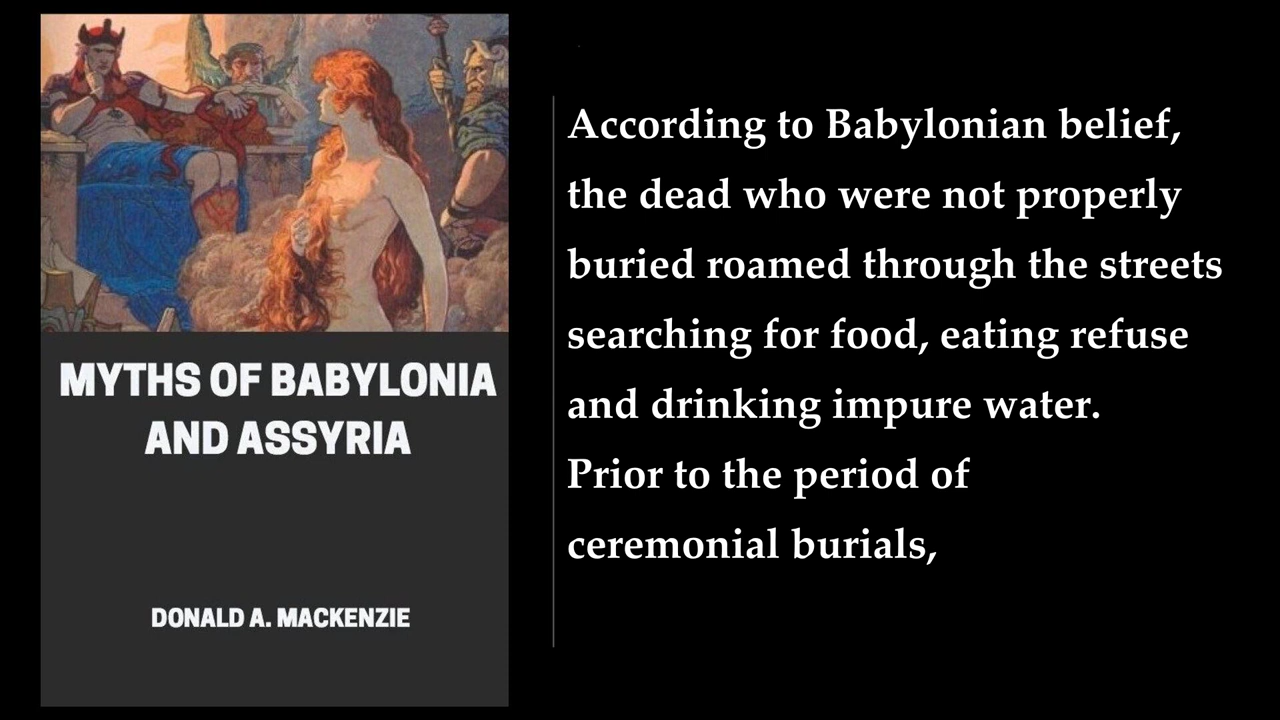 MYTHS OF BABYLONIA
AND ASSYRIA
DONALD A. MACKENZIE
According to Babylonian belief,
the dead who were not properly
buried roamed through the streets
searching for food, eating refuse
and drinking impure water.
Prior to the period of
ceremonial burials,